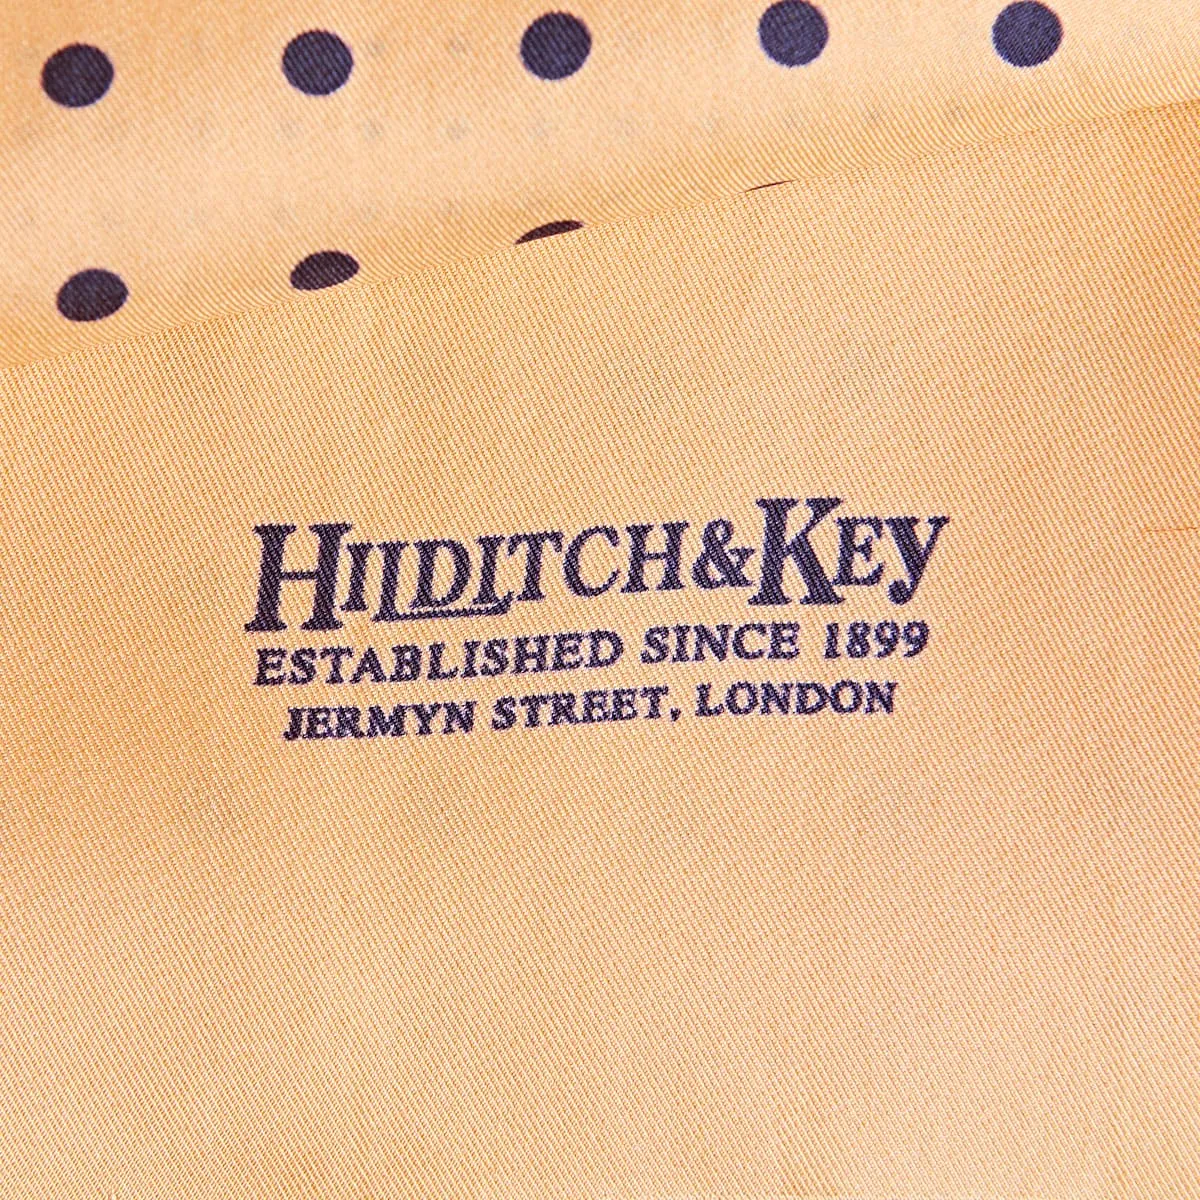 HILDITCH & KEY
ESTABLISHED SINCE 1899
JERMYN STREET, LONDON